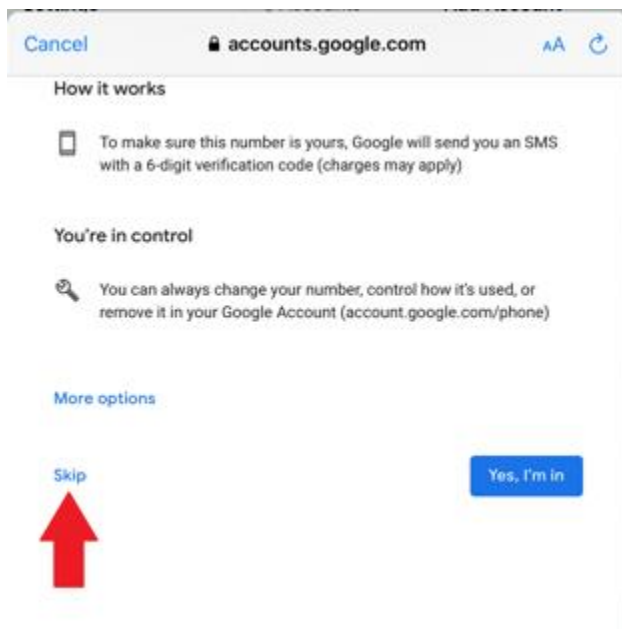 Cancel accounts.google.com AA
How it works
To make sure this number is yours, Google will send you an SMS
with a 6-digit verification code (charges may apply)
You're in control
You can always change your number, control how it's used, or
remove it in your Google Account (account.google.com/phone)
More options
Skip Yes, I'm in